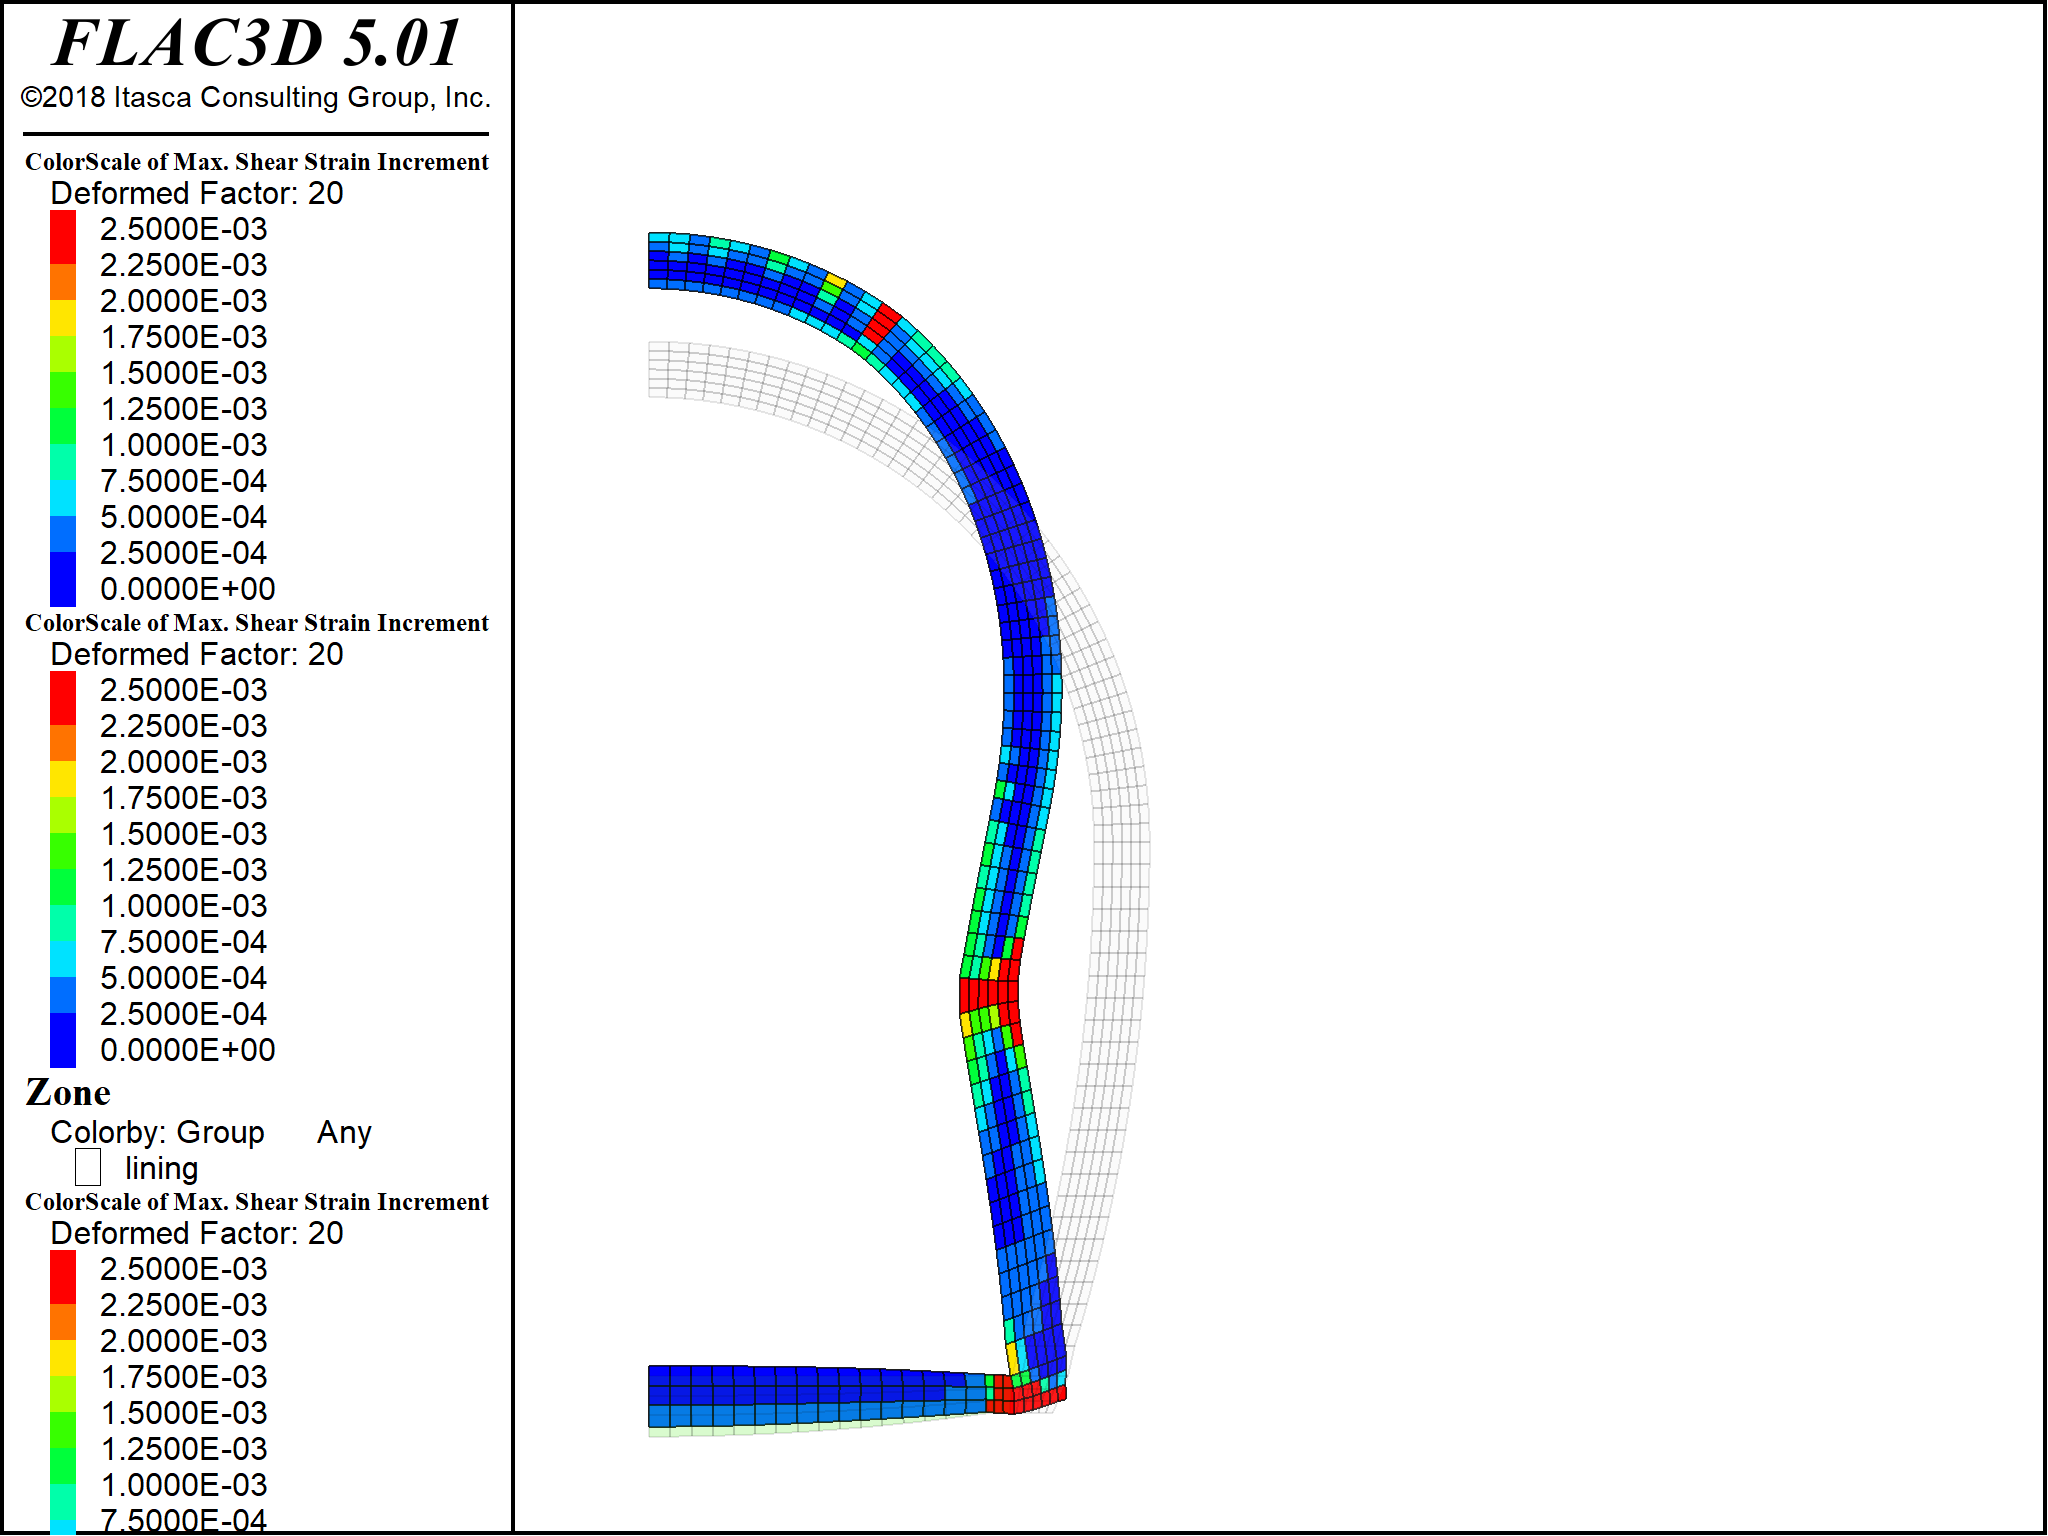 FLAC3D 5.01
©2018 Itasca Consulting Group, Inc.
ColorScale of Max. Shear Strain Increment
Deformed Factor: 20
2.5000E-03
2.2500E-03
2.0000E-03
1.7500E-03
1.5000E-03
1.2500E-03
1.0000E-03
7.5000E-04
5.0000E-04
2.5000E-04
0.0000E+00
ColorScale of Max. Shear Strain Increment
Deformed Factor: 20
2.5000E-03
2.2500E-03
2.0000E-03
1.7500E-03
1.5000E-03
1.2500E-03
1.0000E-03
7.5000E-04
5.0000E-04
2.5000E-04
0.0000E+00
Zone
Colorby: Group Any
lining
ColorScale of Max. Shear Strain Increment
Deformed Factor: 20
2.5000E-03
2.2500E-03
2.0000E-03
1.7500E-03
1.5000E-03
1.2500E-03
1.0000E-03
7.5000E-04